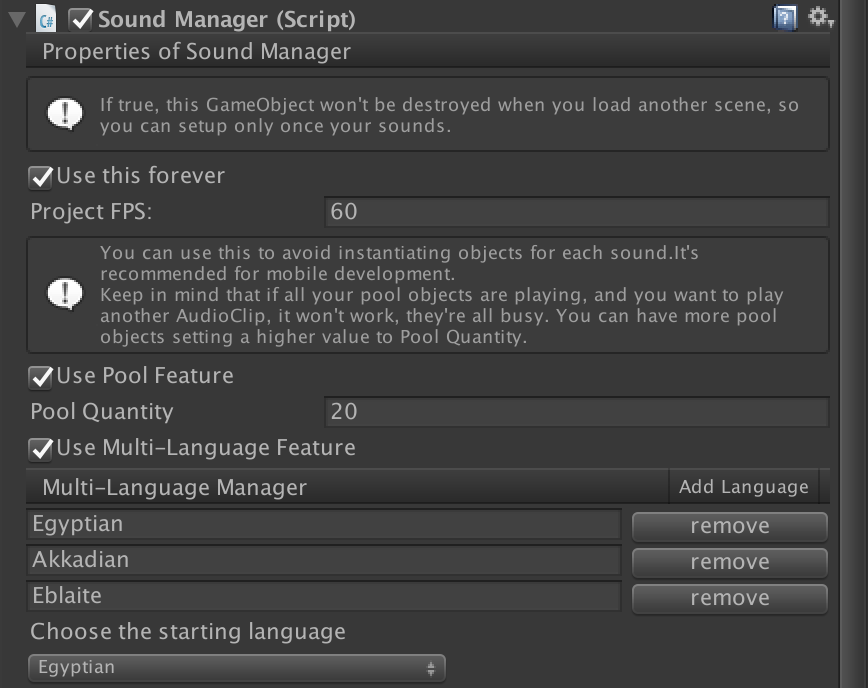 Sound Manager (Script)
Properties of Sound Manager
If true, this GameObject won't be destroyed when you load another scene, so
you can setup only once your sounds.
Use this forever
Project FPS: 60
You can use this to avoid instantiating objects for each sound.It's
recommended for mobile development.
Keep in mind that if all your pool objects are playing, and you want to play
another AudioClip, it won't work, they're all busy. You can have more pool
objects setting a higher value to Pool Quantity.
Use Pool Feature
Pool Quantity 20
Use Multi-Language Feature
Multi-Language Manager Add Language
Egyptian remove
Akkadian remove
Eblaite remove
Choose the starting language
Egyptian